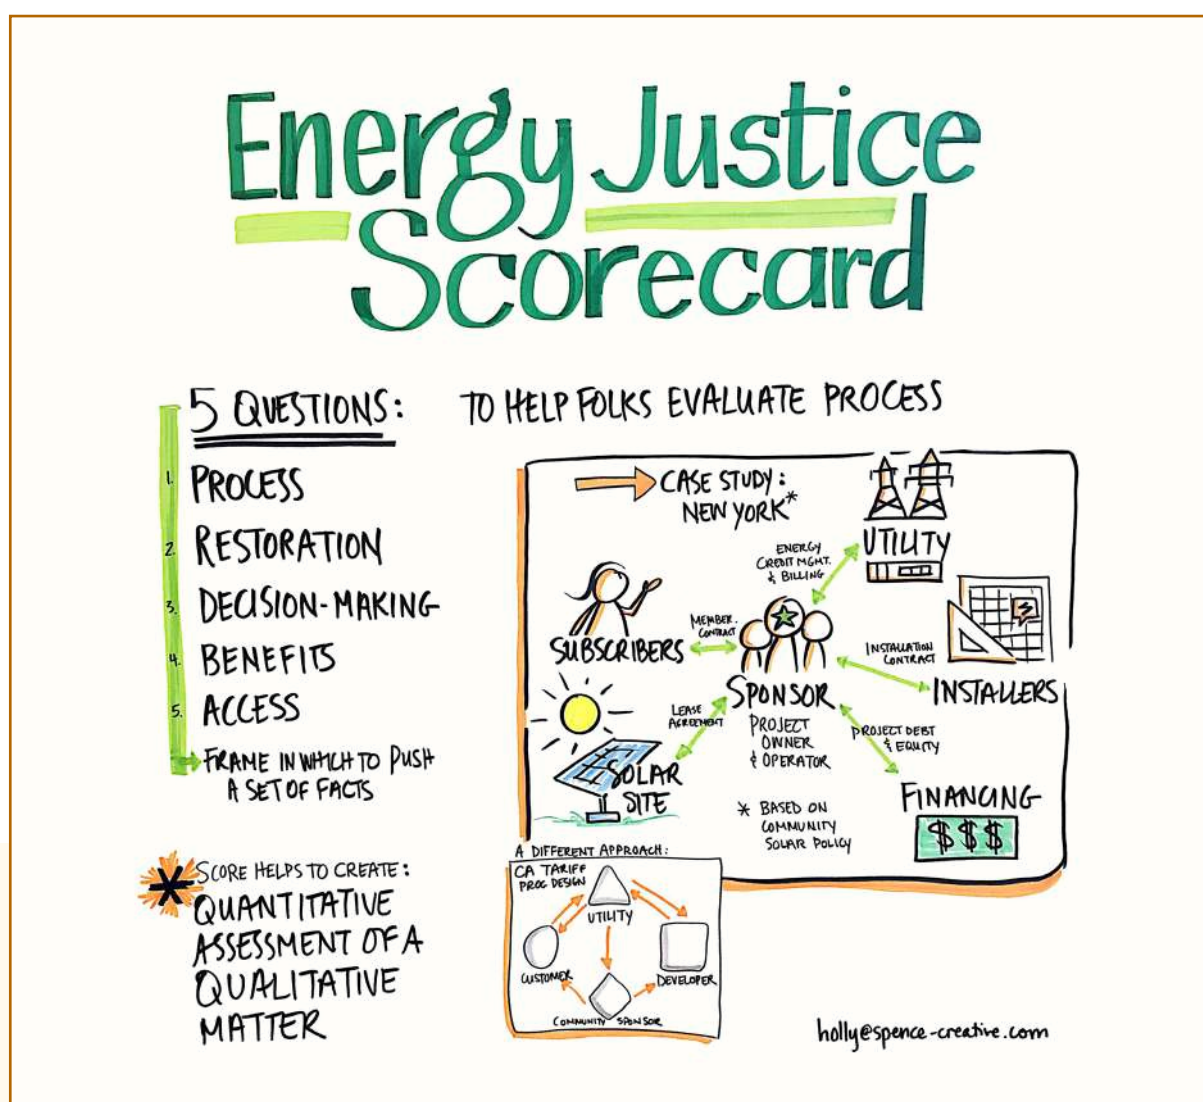 Energy Justice
Scorecard
5 QUESTIONS:
TO HELP FOLKS EVALUATE PROCESS
1. PROCESS
2. RESTORATION
3. DECISION-MAKING
4. BENEFITS
5. ACCESS
FRAME IN WHICH TO PUSH
A SET OF FACTS
SCORE HELPS TO CREATE:
QUANTITATIVE
ASSESSMENT OF A
QUALITATIVE
MATTER
CASE STUDY:
NEW YORK*
UTILITY
ENERGY
CREDIT MGMT.
& BILLING
SUBSCRIBERS
MEMBER.
CONTRACT
INSTALLATION
CONTRACT
INSTALLERS
SPONSOR
PROJECT
OWNER
& OPERATOR
LEASE
AGREEMENT
SOLAR
SITE
PROJECT DEBT
& EQUITY
FINANCING
$ $ $
* BASED ON
COMMUNITY
SOLAR POLICY
A DIFFERENT APPROACH:
CA TARIFF
PROG DESIGN
UTILITY
CUSTOMER
DEVELOPER
COMMUNITY SPONSOR
holly@spence-creative.com